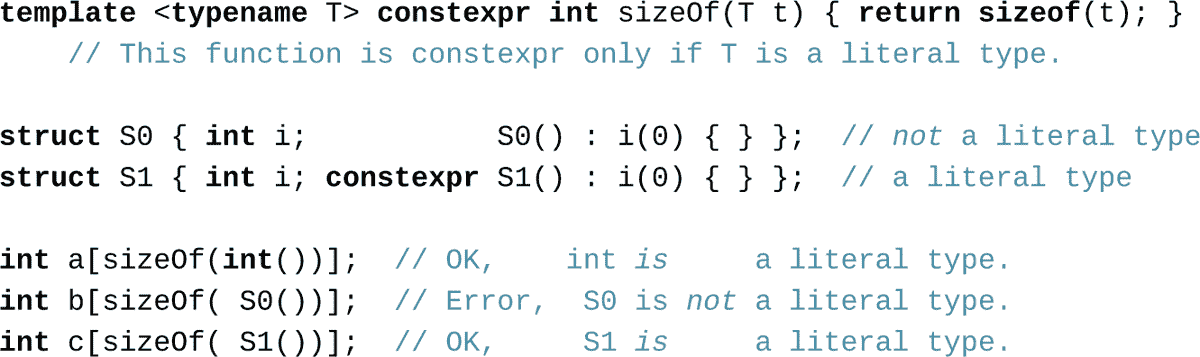 template <typename T> constexpr int sizeOf(T t) { return sizeof(t); }
    // This function is constexpr only if T is a literal type.

struct S0 { int i;           S0() : i(0) { } };  // not a literal type
struct S1 { int i; constexpr S1() : i(0) { } };  // a literal type

int a[sizeOf(int())];  // OK,    int is     a literal type.
int b[sizeOf( S0())];  // Error,  S0 is not a literal type.
int c[sizeOf( S1())];  // OK,     S1 is     a literal type.